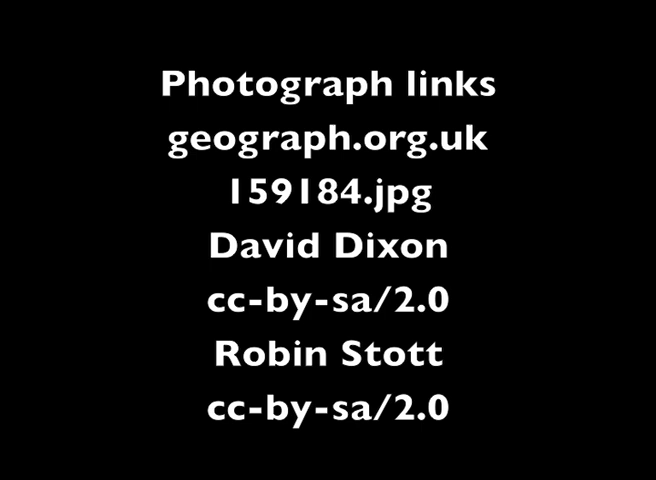 Photograph links
geograph.org.uk
159184.jpg
David Dixon
cc-by-sa/2.0
Robin Stott
cc-by-sa/2.0